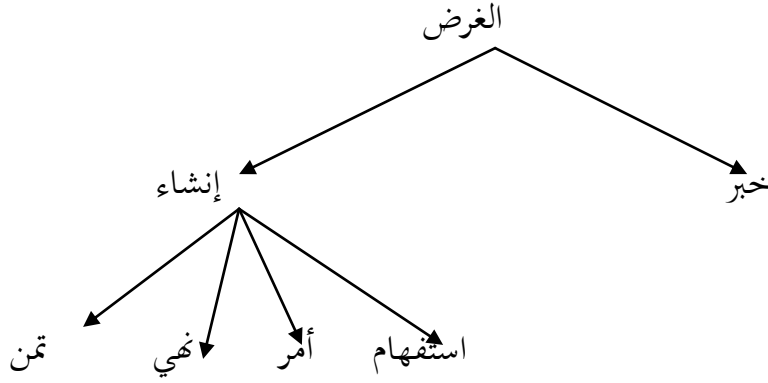 الغرض
خبر
إنشاء
استفهام
أمر
نهي
تمن